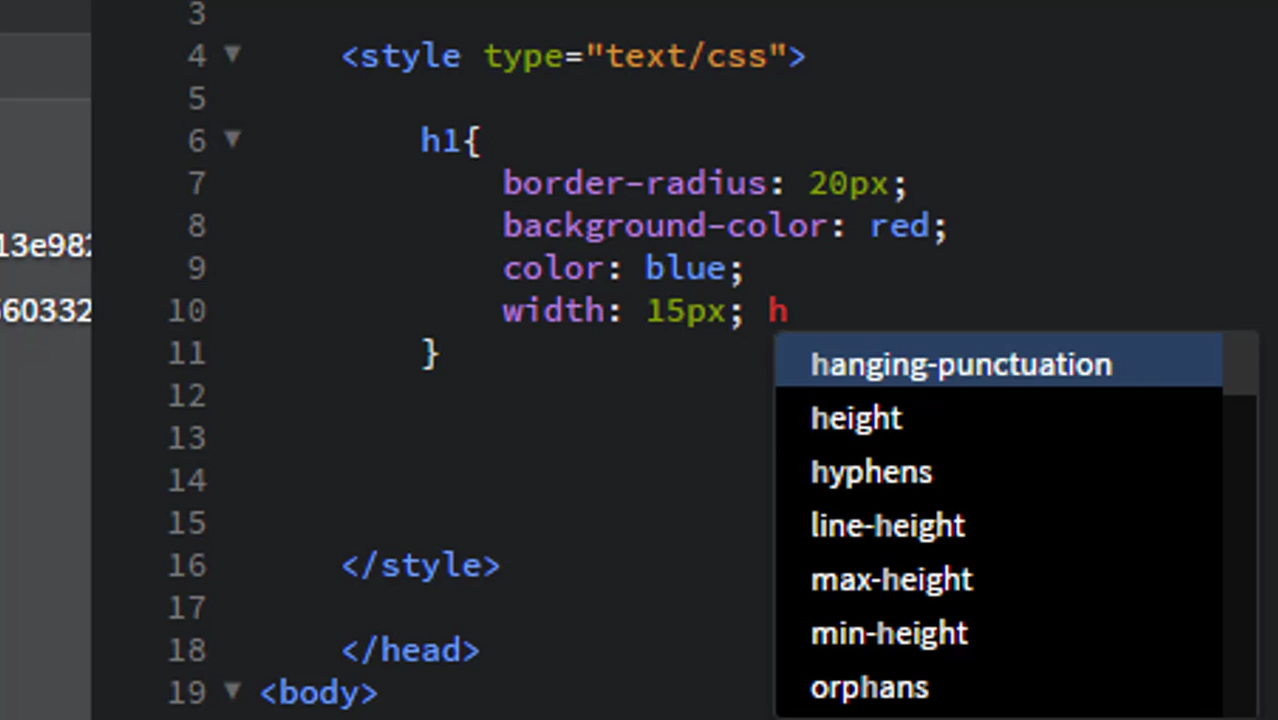 3
4 <style type="text/css">
5
6 h1{
7 border-radius: 20px;
8 background-color: red;
13e98
9 color: blue;
10 width: 15px; h
60332
11 }
hanging-punctuation
12
height
13
14 hyphens
15 line-height
16 </style>
max-height
17
min-height
18 </head>
19 <body>
orphans